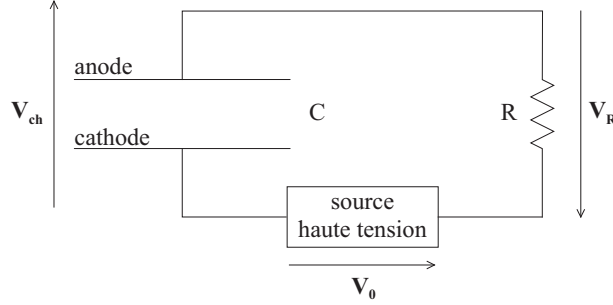 anode
V_ch
C
R
V_R
cathode
source
haute tension
V_0